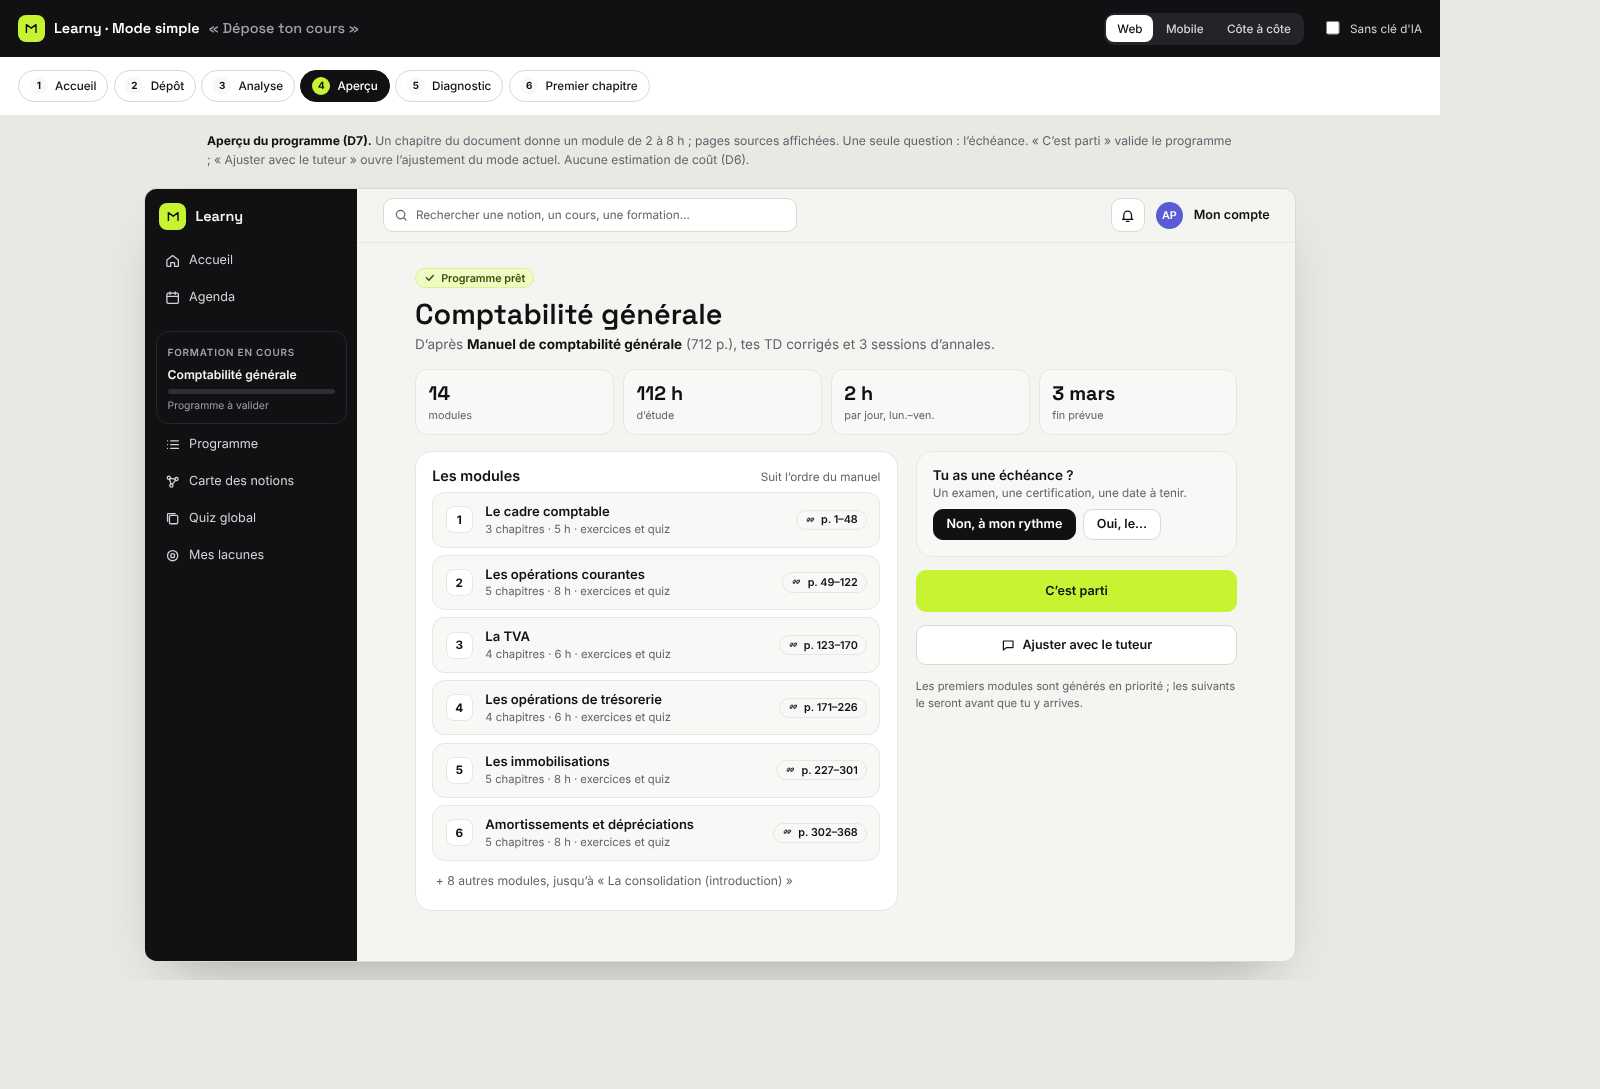 Learny · Mode simple « Dépose ton cours »
Web Mobile Côte à côte Sans clé d'IA
1 Accueil 2 Dépôt 3 Analyse 4 Aperçu 5 Diagnostic 6 Premier chapitre
Aperçu du programme (D7). Un chapitre du document donne un module de 2 à 8 h ; pages sources affichées. Une seule question : l’échéance. « C’est parti » valide le programme
; « Ajuster avec le tuteur » ouvre l’ajustement du mode actuel. Aucune estimation de coût (D6).
Learny
Accueil
Agenda
FORMATION EN COURS
Comptabilité générale
Programme à valider
Programme
Carte des notions
Quiz global
Mes lacunes
Rechercher une notion, un cours, une formation...
AP Mon compte
Programme prêt
Comptabilité générale
D’après Manuel de comptabilité générale (712 p.), tes TD corrigés et 3 sessions d’annales.
14
modules
112 h
d’étude
2 h
par jour, lun.–ven.
3 mars
fin prévue
Les modules
Suit l’ordre du manuel
1 Le cadre comptable
3 chapitres · 5 h · exercices et quiz
p. 1–48
2 Les opérations courantes
5 chapitres · 8 h · exercices et quiz
p. 49–122
3 La TVA
4 chapitres · 6 h · exercices et quiz
p. 123–170
4 Les opérations de trésorerie
4 chapitres · 6 h · exercices et quiz
p. 171–226
5 Les immobilisations
5 chapitres · 8 h · exercices et quiz
p. 227–301
6 Amortissements et dépréciations
5 chapitres · 8 h · exercices et quiz
p. 302–368
+ 8 autres modules, jusqu’à « La consolidation (introduction) »
Tu as une échéance ?
Un examen, une certification, une date à tenir.
Non, à mon rythme Oui, le...
C’est parti
Ajuster avec le tuteur
Les premiers modules sont générés en priorité ; les suivants
le seront avant que tu y arrives.